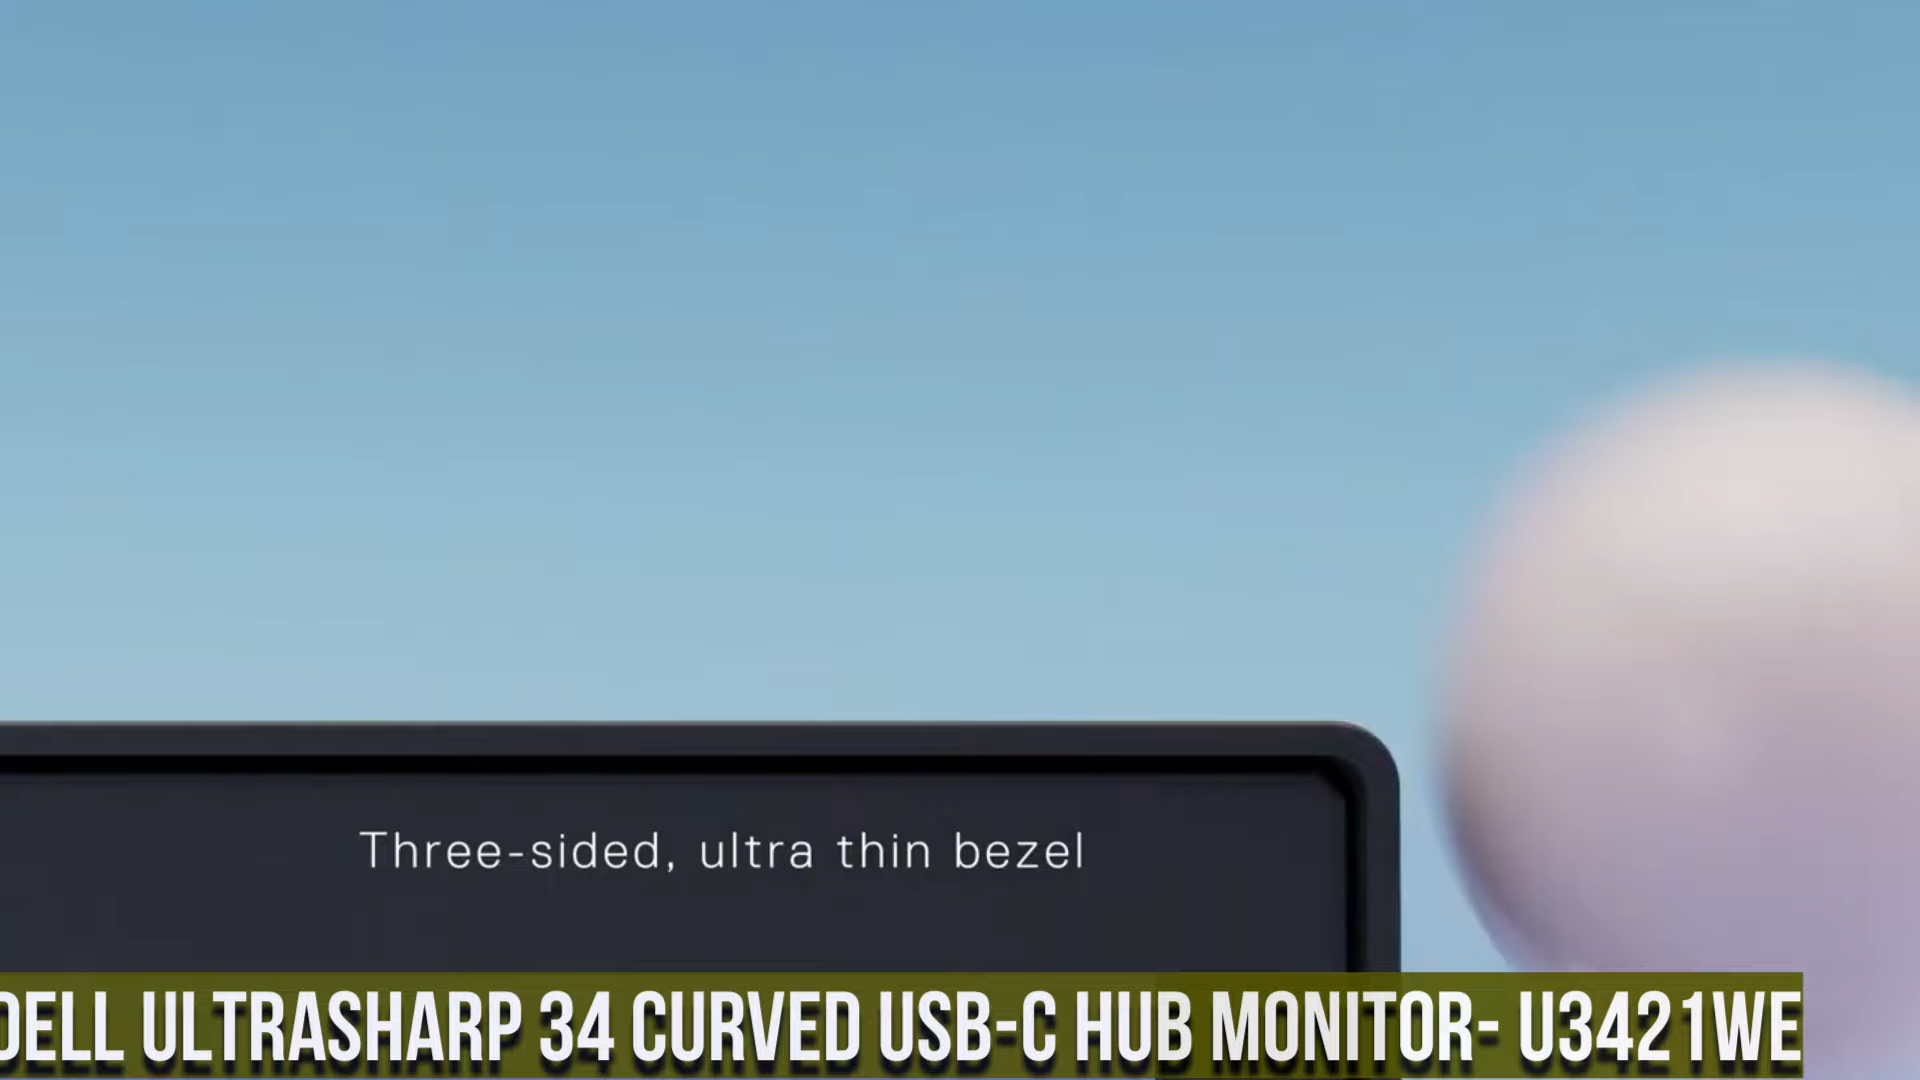 Three-sided, ultra thin bezel
DELL ULTRASHARP 34 CURVED USB-C HUB MONITOR- U3421WE